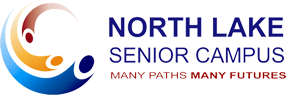 NORTH LAKE
SENIOR CAMPUS
MANY PATHS MANY FUTURES